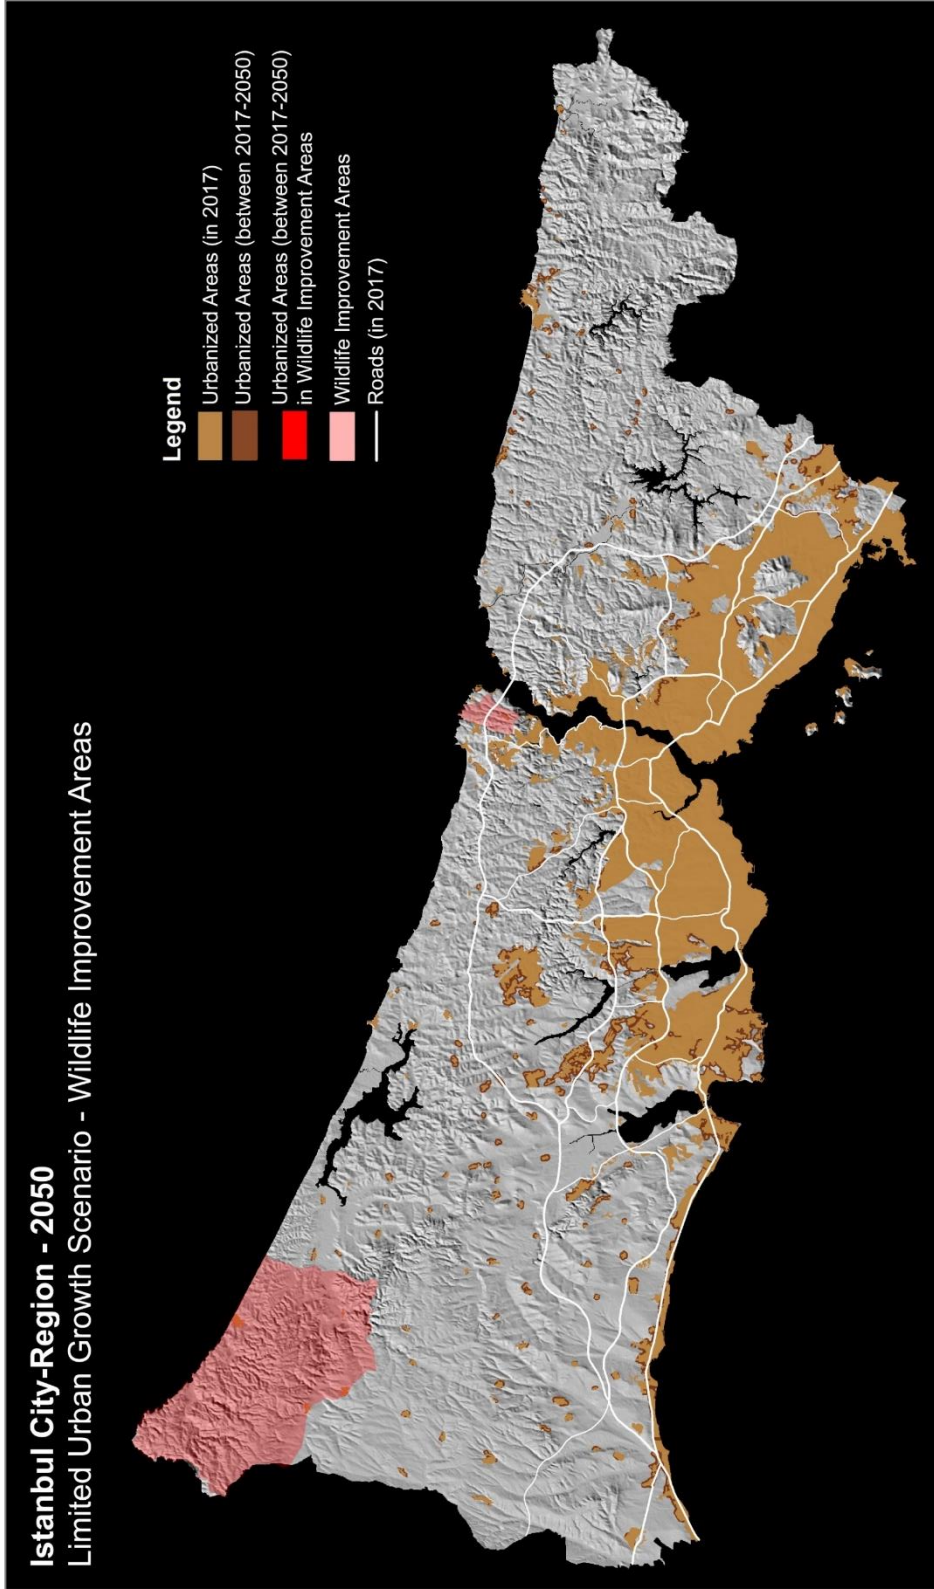 Istanbul City-Region - 2050
Limited Urban Growth Scenario - Wildlife Improvement Areas
Legend
Urbanized Areas (in 2017)
Urbanized Areas (between 2017-2050)
Urbanized Areas (between 2017-2050)
in Wildlife Improvement Areas
Wildlife Improvement Areas
Roads (in 2017)